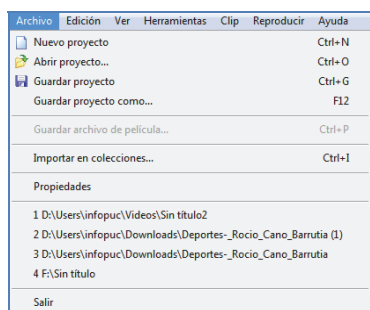 Archivo Edición Ver Herramientas Clip Reproducir Ayuda
Nuevo proyecto Ctrl+N
Abrir proyecto... Ctrl+O
Guardar proyecto Ctrl+G
Guardar proyecto como... F12
Guardar archivo de película... Ctrl+P
Importar en colecciones... Ctrl+I
Propiedades
1 D:\Users\infopuc\Videos\Sin título2
2 D:\Users\infopuc\Downloads\Deportes-_Rocio_Cano_Barrutia (1)
3 D:\Users\infopuc\Downloads\Deportes-_Rocio_Cano_Barrutia
4 F:\Sin título
Salir